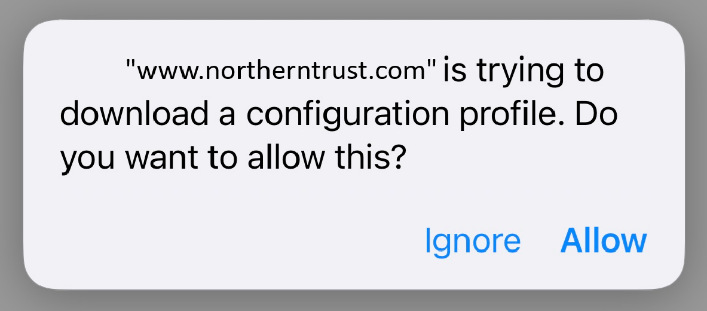 "www.northerntrust.com" is trying to
download a configuration profile. Do
you want to allow this?
Ignore Allow